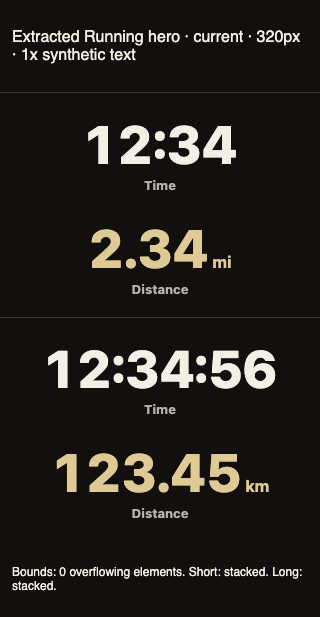 Extracted Running hero · current · 320px
· 1x synthetic text
12:34
Time
2.34 mi
Distance
12:34:56
Time
123.45 km
Distance
Bounds: 0 overflowing elements. Short: stacked. Long:
stacked.